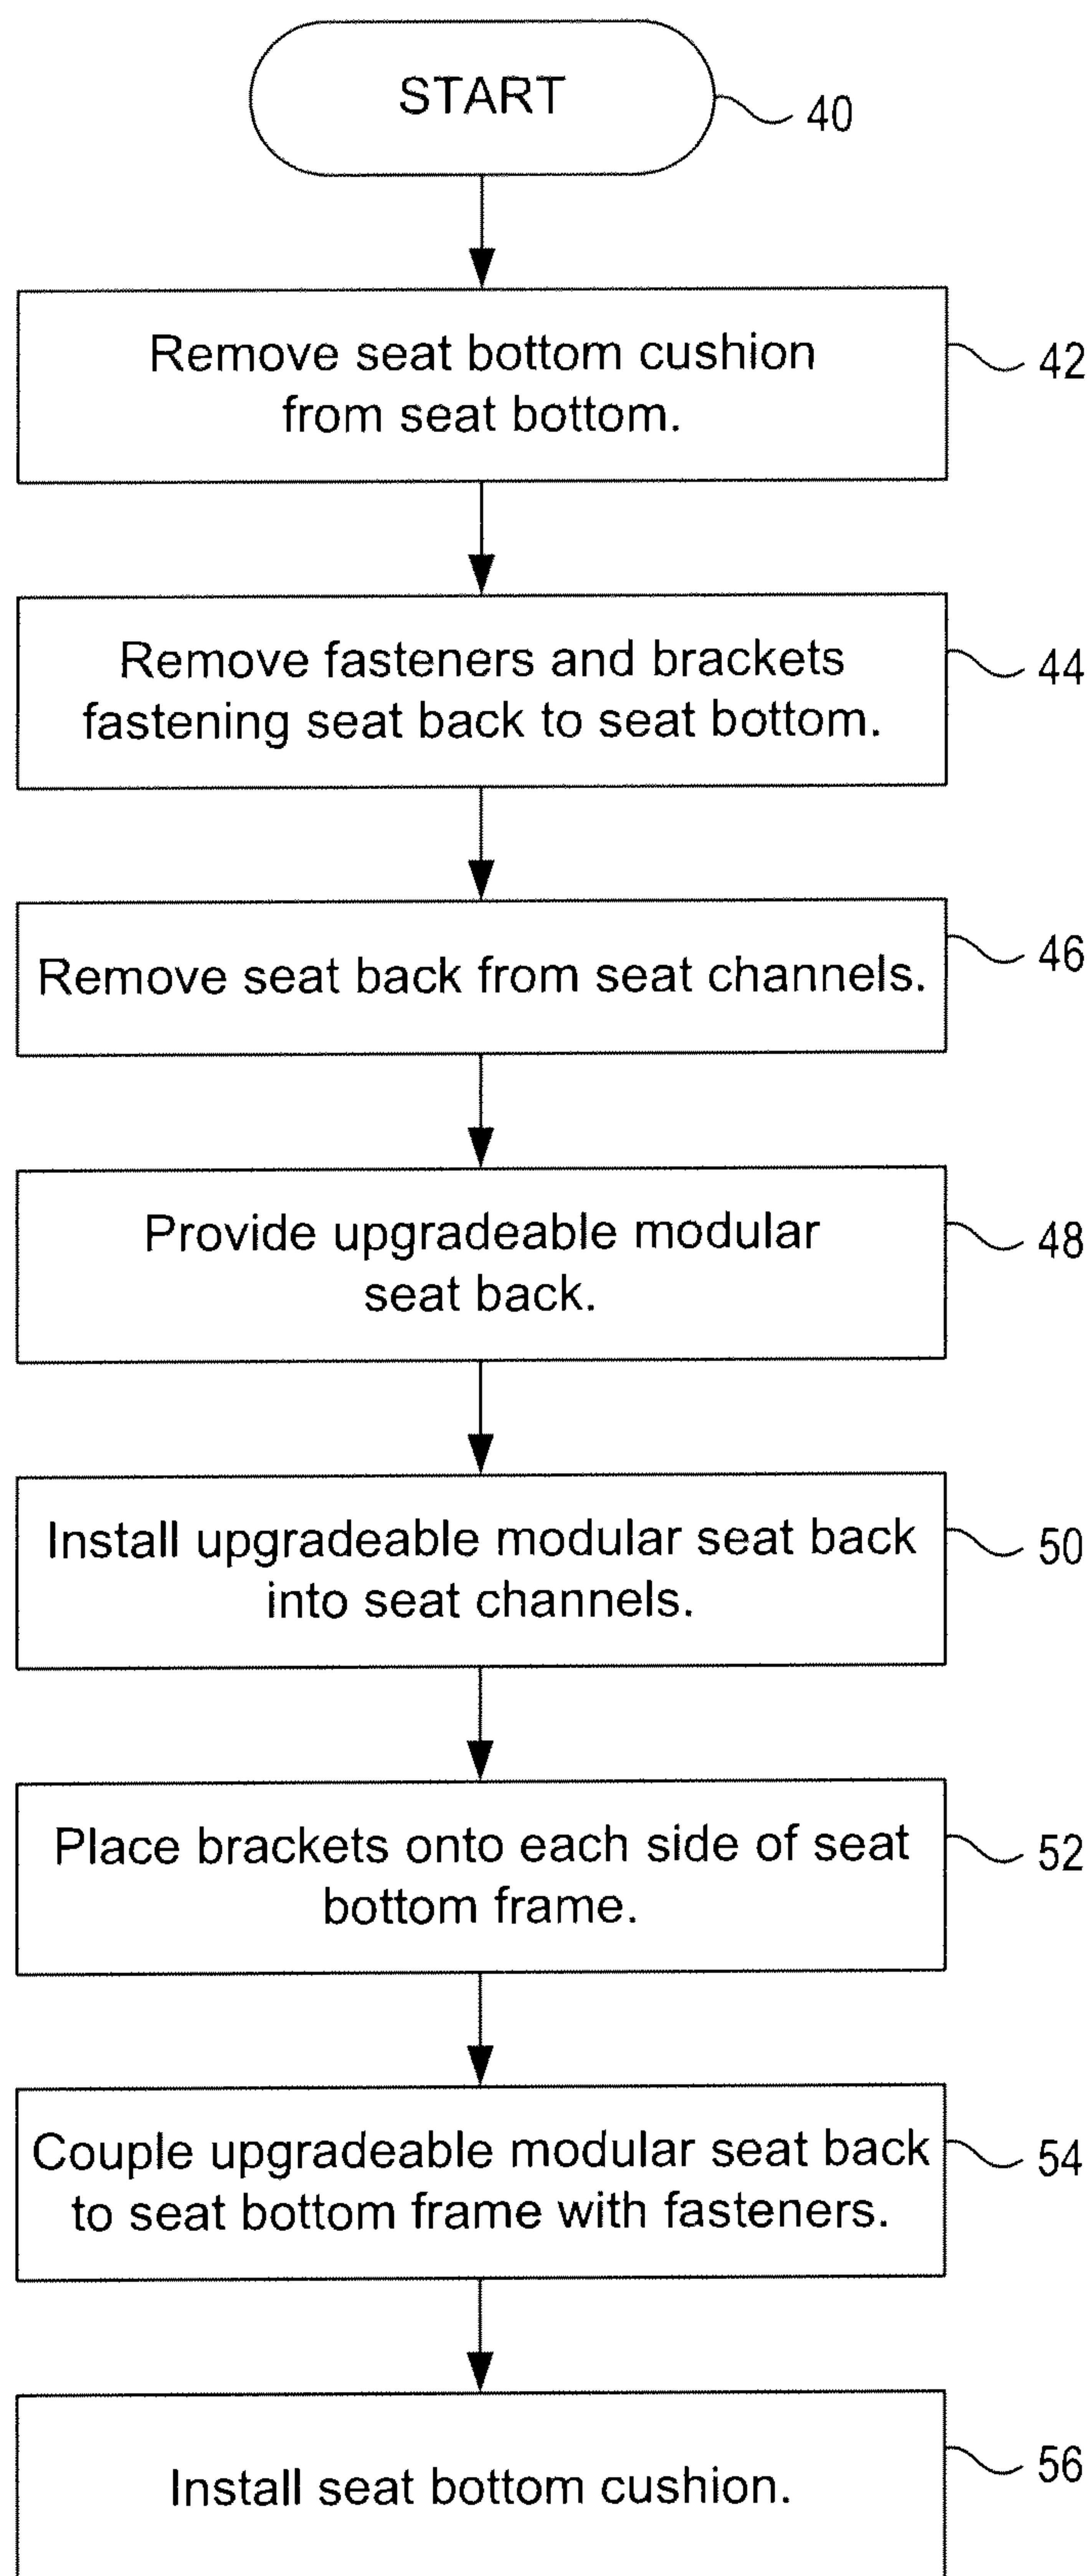 START
40
Remove seat bottom cushion
from seat bottom.
42
Remove fasteners and brackets
fastening seat back to seat bottom.
44
Remove seat back from seat channels.
46
Provide upgradeable modular
seat back.
48
Install upgradeable modular seat back
into seat channels.
50
Place brackets onto each side of seat
bottom frame.
52
Couple upgradeable modular seat back
to seat bottom frame with fasteners.
54
Install seat bottom cushion.
56